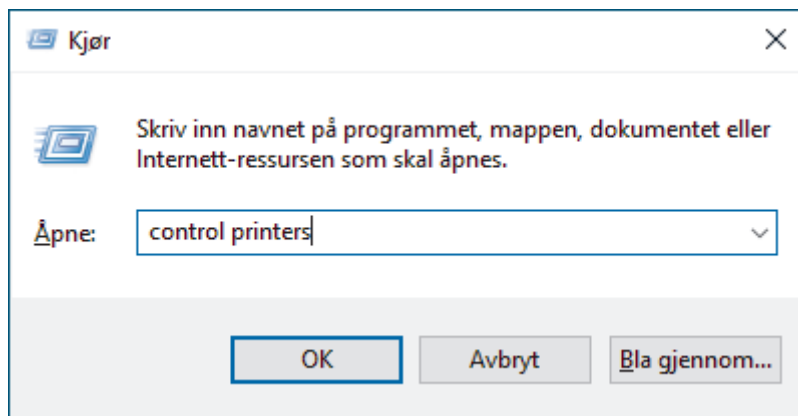 Kjør
Skriv inn navnet på programmet, mappen, dokumentet eller
Internett-ressursen som skal åpnes.
Åpne: control printers
OK Avbryt Bla gjennom...